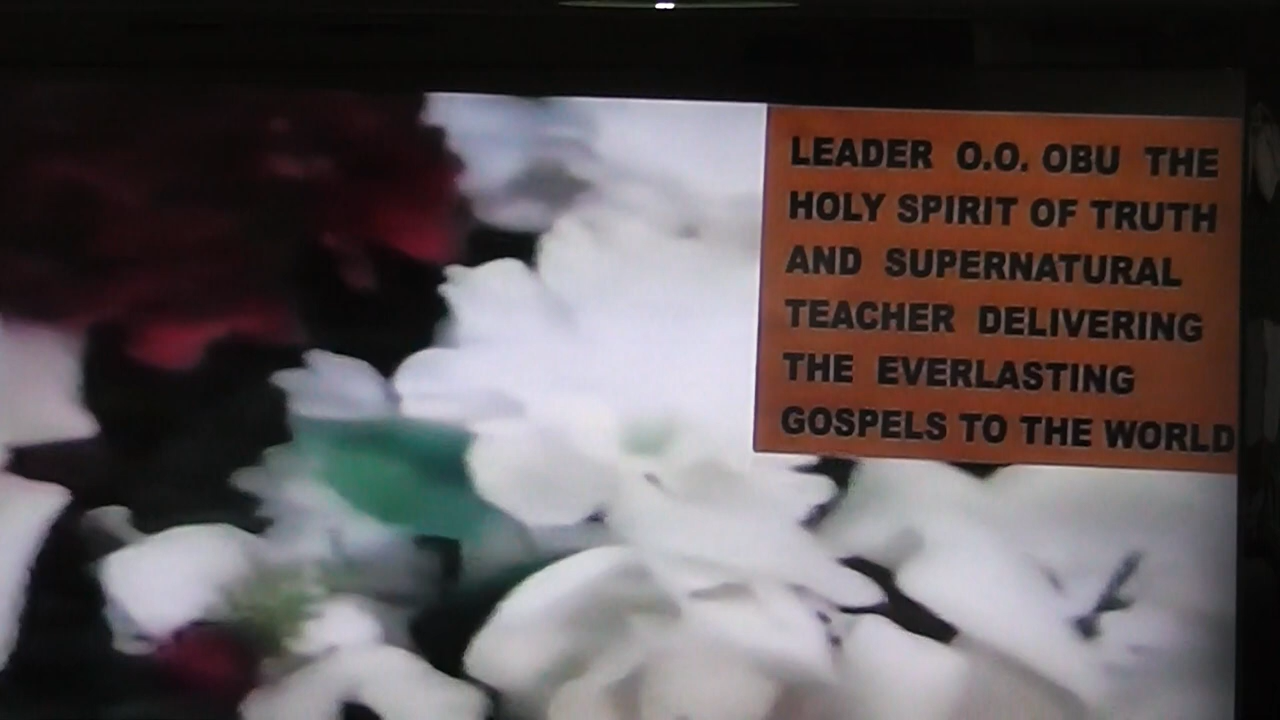 LEADER O.O. OBU THE
HOLY SPIRIT OF TRUTH
AND SUPERNATURAL
TEACHER DELIVERING
THE EVERLASTING
GOSPELS TO THE WORLD